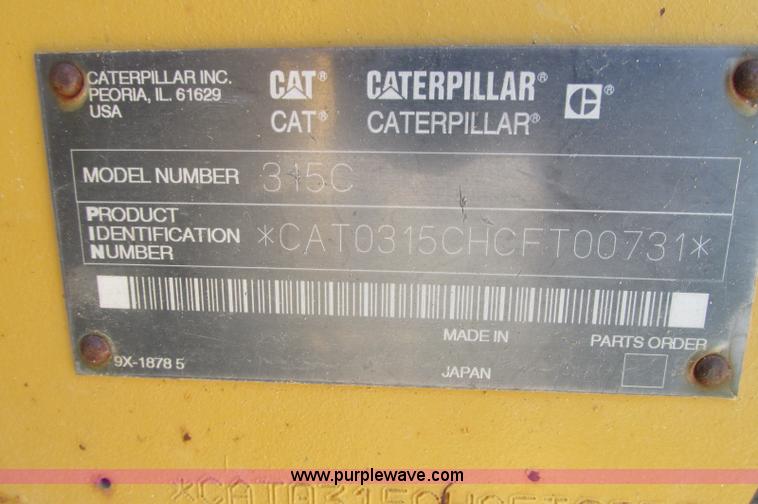 CATERPILLAR INC.
PEORIA, IL. 61629
USA
CAT® CATERPILLAR® C®
CAT® CATERPILLAR®
MODEL NUMBER 315C
PRODUCT
IDENTIFICATION
NUMBER
*CAT0315CHCFT00731*
MADE IN
PARTS ORDER
9X-1878 5
JAPAN
www.purplewave.com
*CAT0315CHCFT00